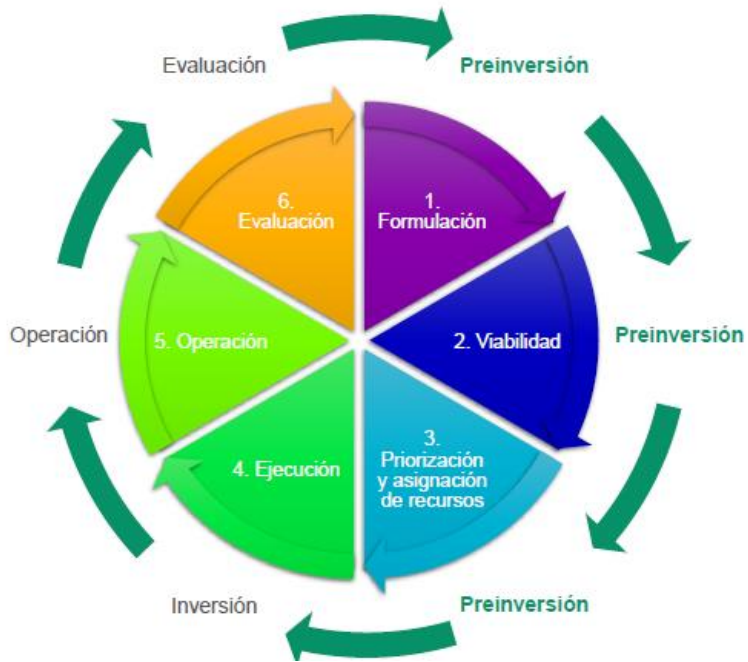 Evaluación
Preinversión
6.
Evaluación
1.
Formulación
Operación
5. Operación
2. Viabilidad
Preinversión
4. Ejecución
3.
Priorización
y asignación
de recursos
Inversión
Preinversión